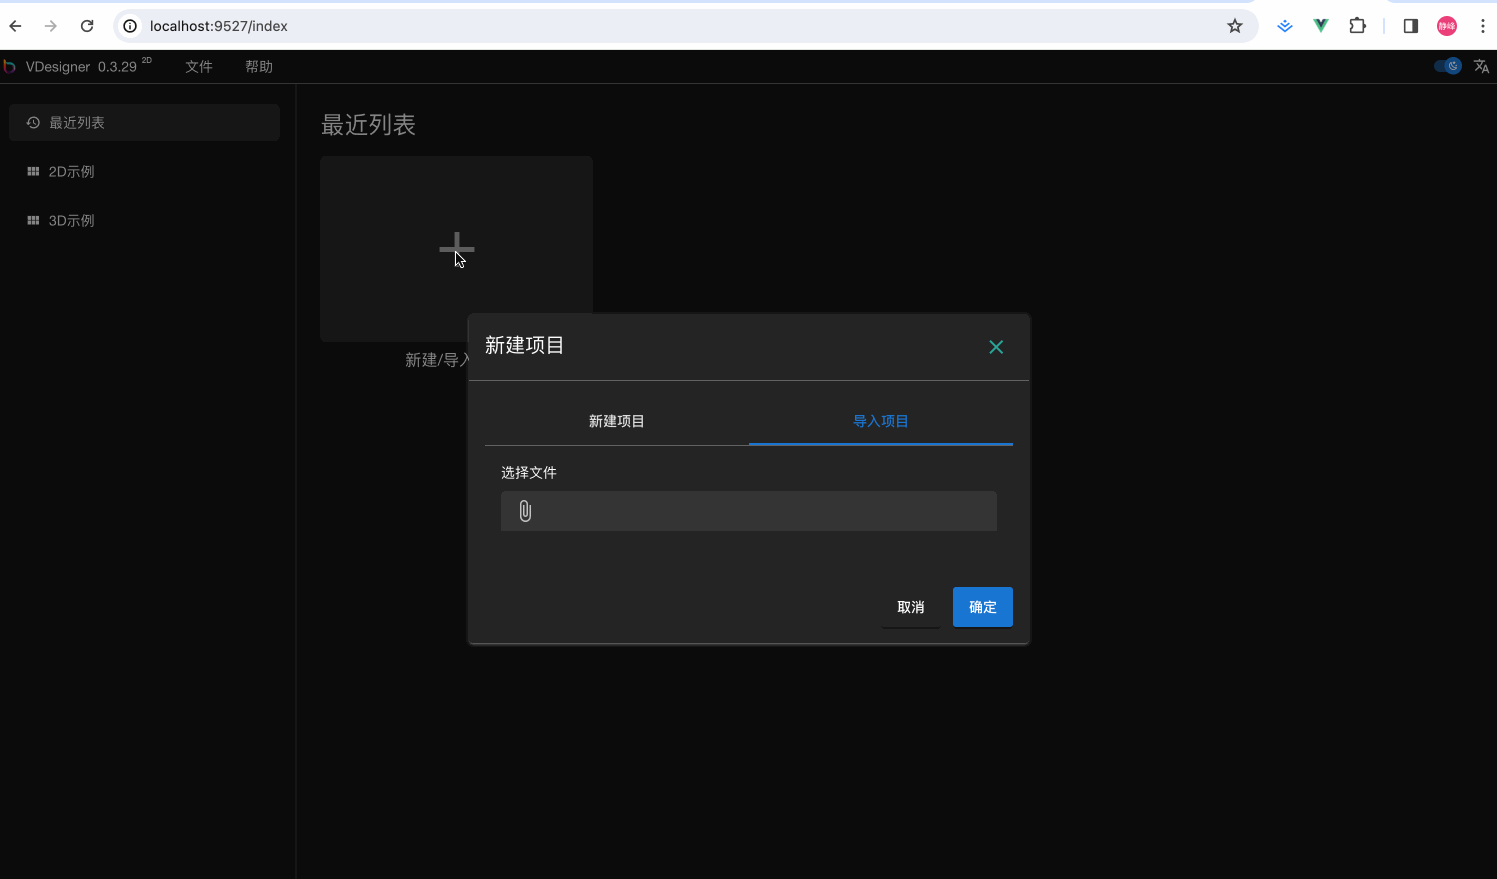 localhost:9527/index
静峰
VDesigner 0.3.29 2D 文件 帮助
最近列表
2D示例
3D示例
最近列表
新建/导入
新建项目
新建项目 导入项目
选择文件
取消 确定